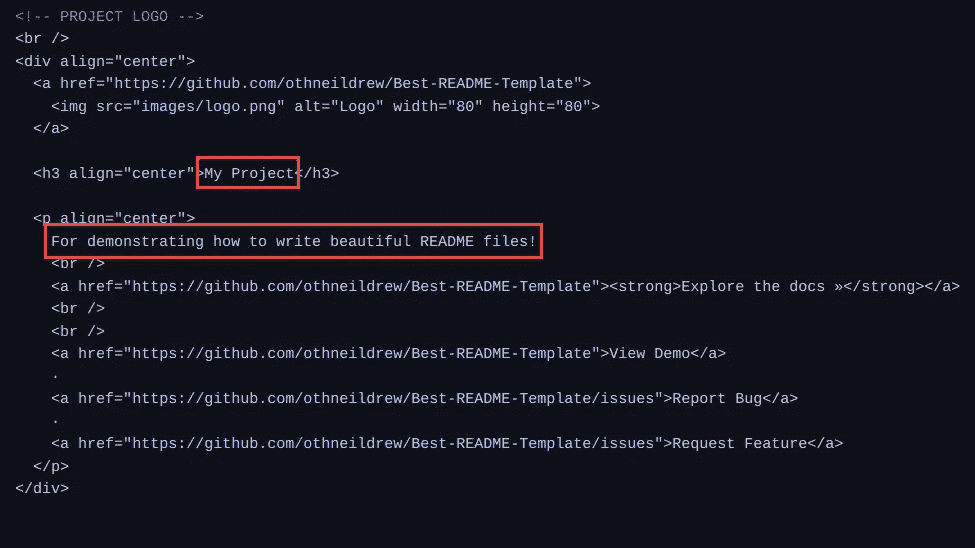 <!-- PROJECT LOGO -->
<br />
<div align="center">
  <a href="https://github.com/othneildrew/Best-README-Template">
    <img src="images/logo.png" alt="Logo" width="80" height="80">
  </a>

  <h3 align="center">My Project</h3>

  <p align="center">
    For demonstrating how to write beautiful README files!
    <br />
    <a href="https://github.com/othneildrew/Best-README-Template"><strong>Explore the docs »</strong></a>
    <br />
    <br />
    <a href="https://github.com/othneildrew/Best-README-Template">View Demo</a>
    ·
    <a href="https://github.com/othneildrew/Best-README-Template/issues">Report Bug</a>
    ·
    <a href="https://github.com/othneildrew/Best-README-Template/issues">Request Feature</a>
  </p>
</div>